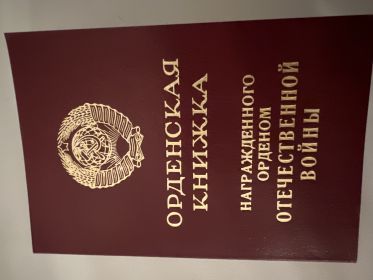 ОРДЕНСКАЯ
КНИЖКА
НАГРАЖДЕННОГО
ОРДЕНОМ
ОТЕЧЕСТВЕННОЙ
ВОЙНЫ